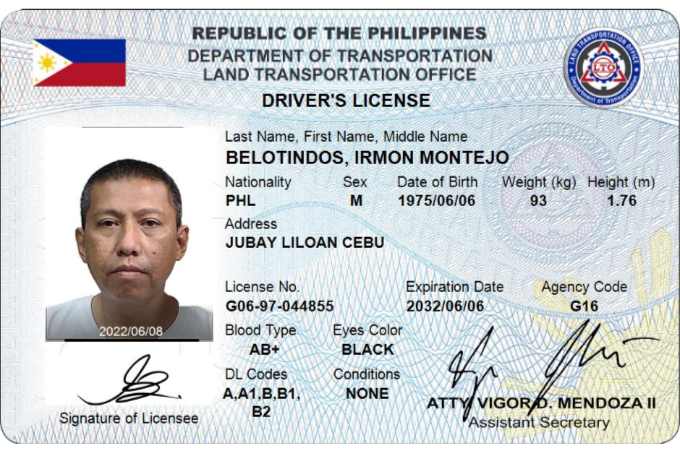 REPUBLIC OF THE PHILIPPINES
DEPARTMENT OF TRANSPORTATION
LAND TRANSPORTATION OFFICE
LAND TRANSPORTATION OFFICE
LTO
Department of Transportation
DRIVER'S LICENSE
Last Name, First Name, Middle Name
BELOTINDOS, IRMON MONTEJO
Nationality Sex Date of Birth Weight (kg) Height (m)
PHL M 1975/06/06 93 1.76
Address
JUBAY LILOAN CEBU
License No. Expiration Date Agency Code
G06-97-044855 2032/06/06 G16
2022/06/08
Blood Type Eyes Color
AB+ BLACK
DL Codes Conditions
A,A1,B,B1, NONE
B2
ATTY VIGOR D. MENDOZA II
Signature of Licensee Assistant Secretary